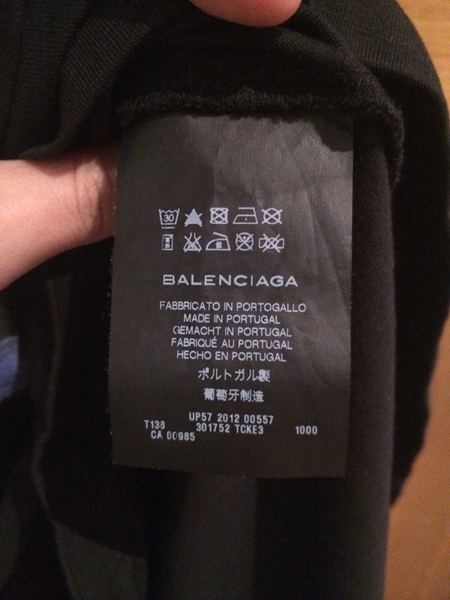 30
BALENCIAGA
FABBRICATO IN PORTOGALLO
MADE IN PORTUGAL
GEMACHT IN PORTUGAL
FABRIQUÉ AU PORTUGAL
HECHO EN PORTUGAL
ポルトガル製
葡萄牙制造
UP57 2012 00557
T138 301752 TCKE3 1000
CA 00985